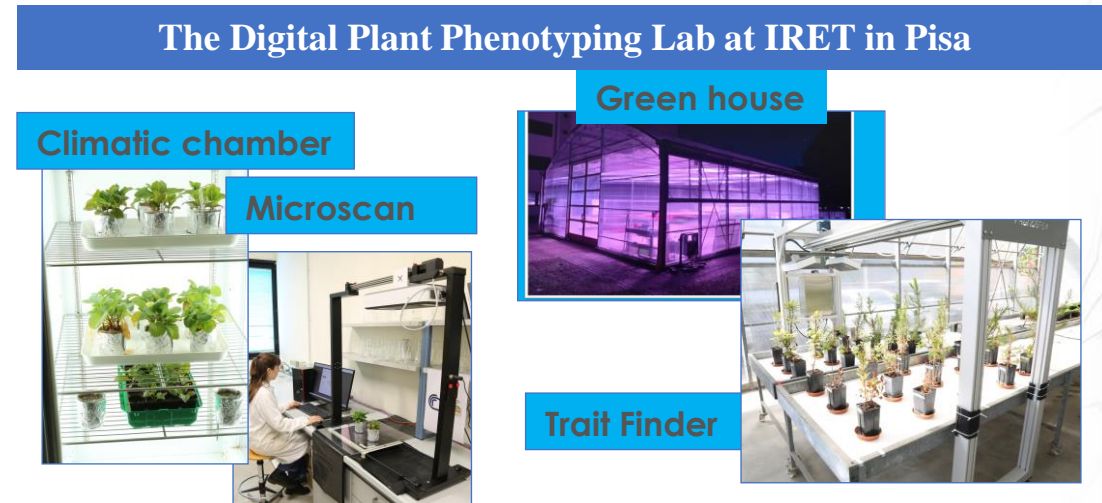 The Digital Plant Phenotyping Lab at IRET in Pisa
Green house
Climatic chamber
Microscan
Trait Finder